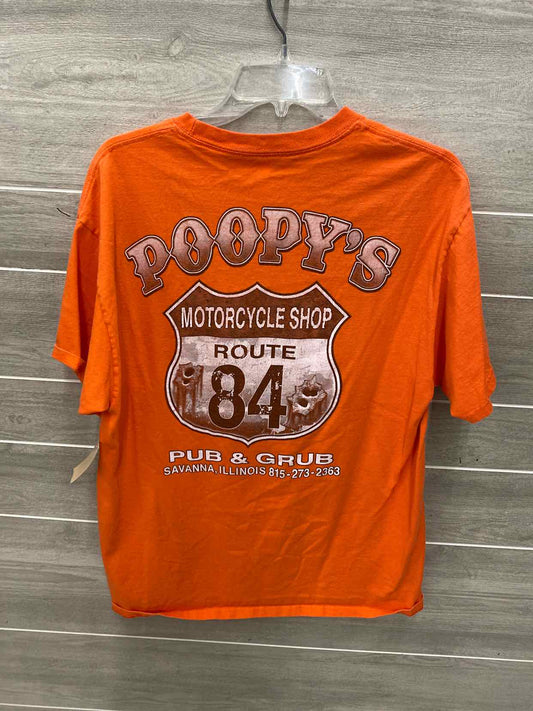 POOPY'S
MOTORCYCLE SHOP
ROUTE
84
PUB & GRUB
SAVANNA, ILLINOIS 815-273-2363